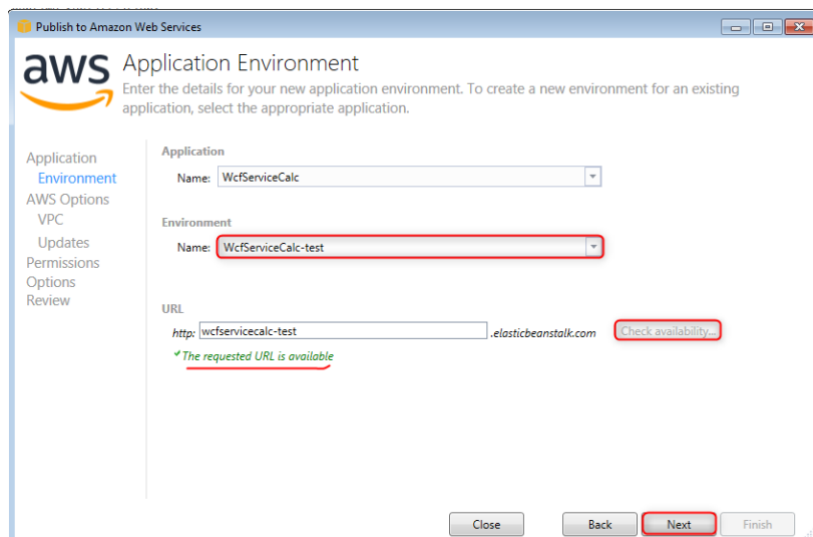 Publish to Amazon Web Services
aws
Application Environment
Enter the details for your new application environment. To create a new environment for an existing
application, select the appropriate application.
Application
Environment
AWS Options
VPC
Updates
Permissions
Options
Review
Application
Name: WcfServiceCalc
Environment
Name: WcfServiceCalc-test
URL
http: wcfservicecalc-test .elasticbeanstalk.com Check availability...
The requested URL is available
Close Back Next Finish